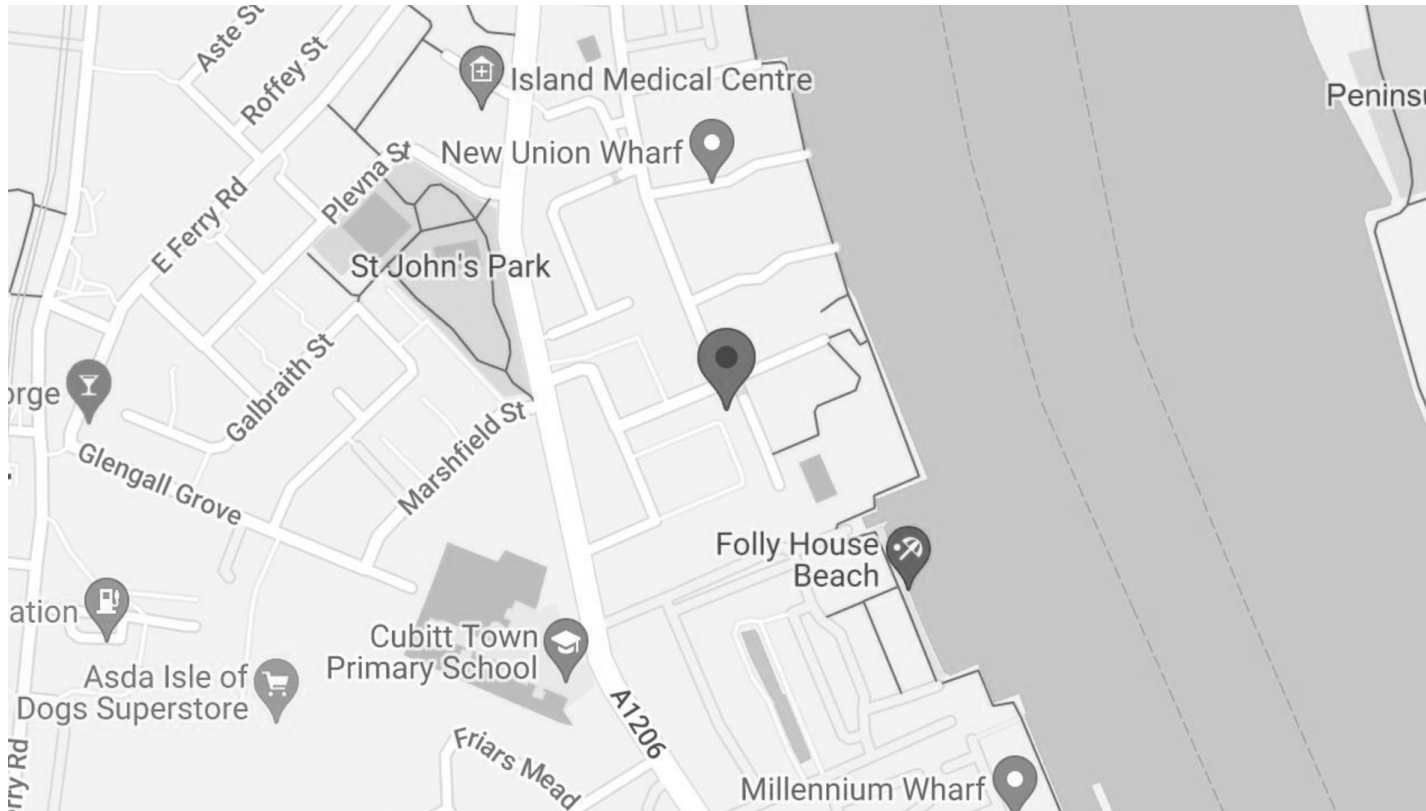 Aste St
Roffey St
Island Medical Centre
Peninsu
New Union Wharf
Plevna St
E Ferry Rd
St John's Park
Galbraith St
orge
Marshfield St
Glengall Grove
Folly House
Beach
ation
Cubitt Town
Primary School
Asda Isle of
Dogs Superstore
A1206
Friars Mead
rry Rd
Millennium Wharf